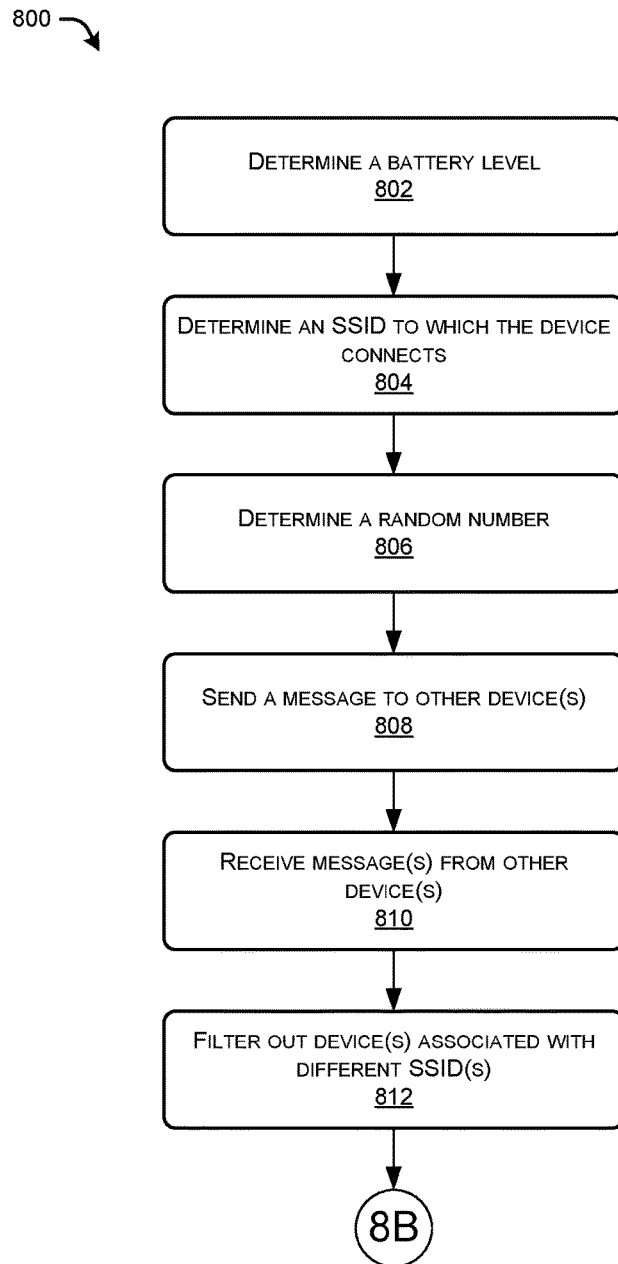 800
DETERMINE A BATTERY LEVEL
802
DETERMINE AN SSID TO WHICH THE DEVICE
CONNECTS
804
DETERMINE A RANDOM NUMBER
806
SEND A MESSAGE TO OTHER DEVICE(S)
808
RECEIVE MESSAGE(S) FROM OTHER
DEVICE(S)
810
FILTER OUT DEVICE(S) ASSOCIATED WITH
DIFFERENT SSID(S)
812
8B